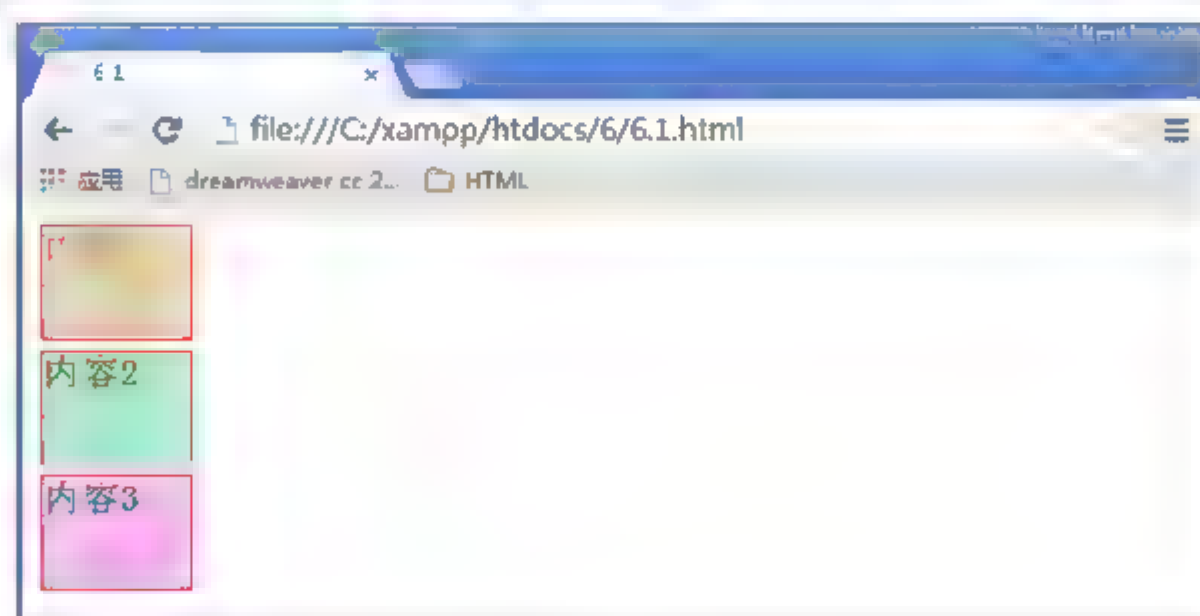 6 1
file:///C:/xampp/htdocs/6/6.1.html
应用 dreamweaver cc 2... HTML
内容2
内容3